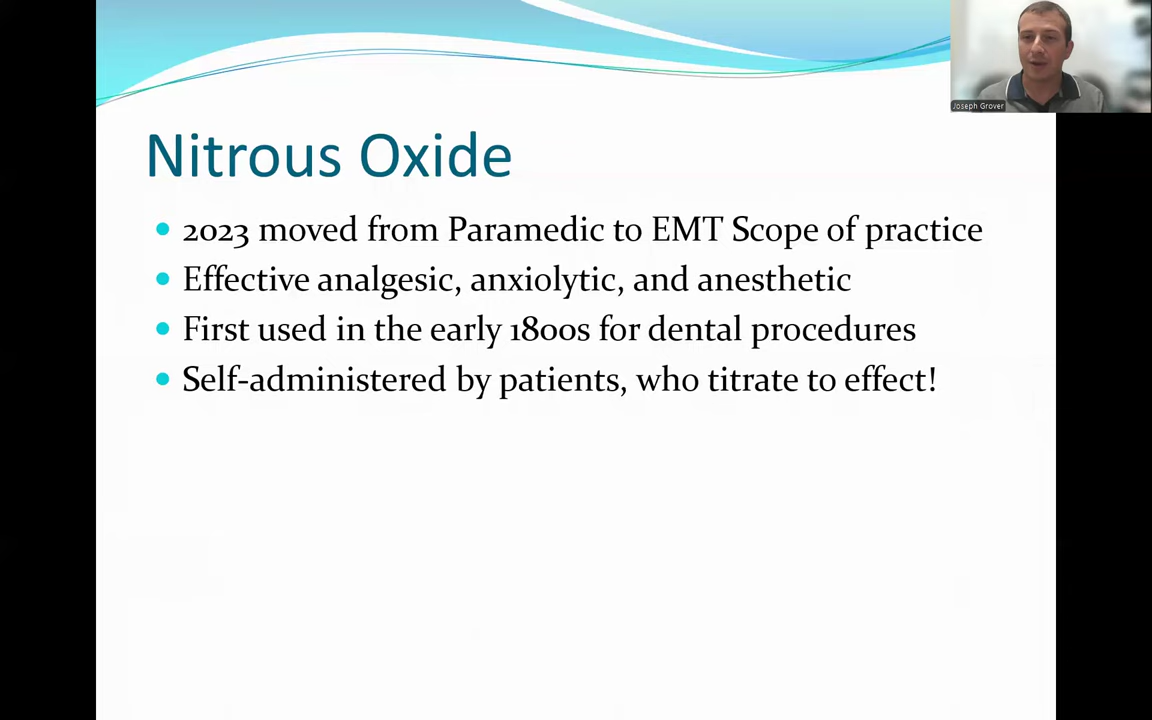 Joseph Grover
Nitrous Oxide
2023 moved from Paramedic to EMT Scope of practice
Effective analgesic, anxiolytic, and anesthetic
First used in the early 1800s for dental procedures
Self-administered by patients, who titrate to effect!